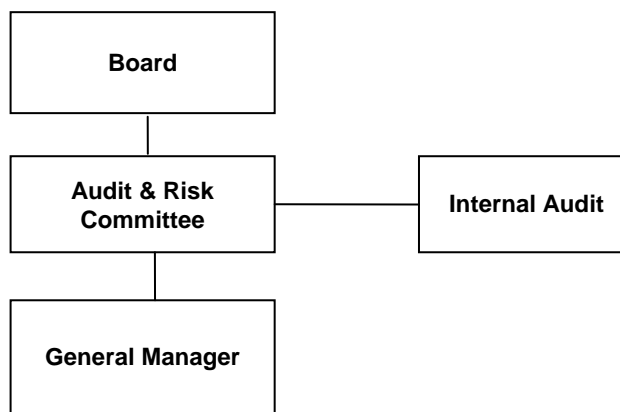 Board
Audit & Risk
Committee
Internal Audit
General Manager